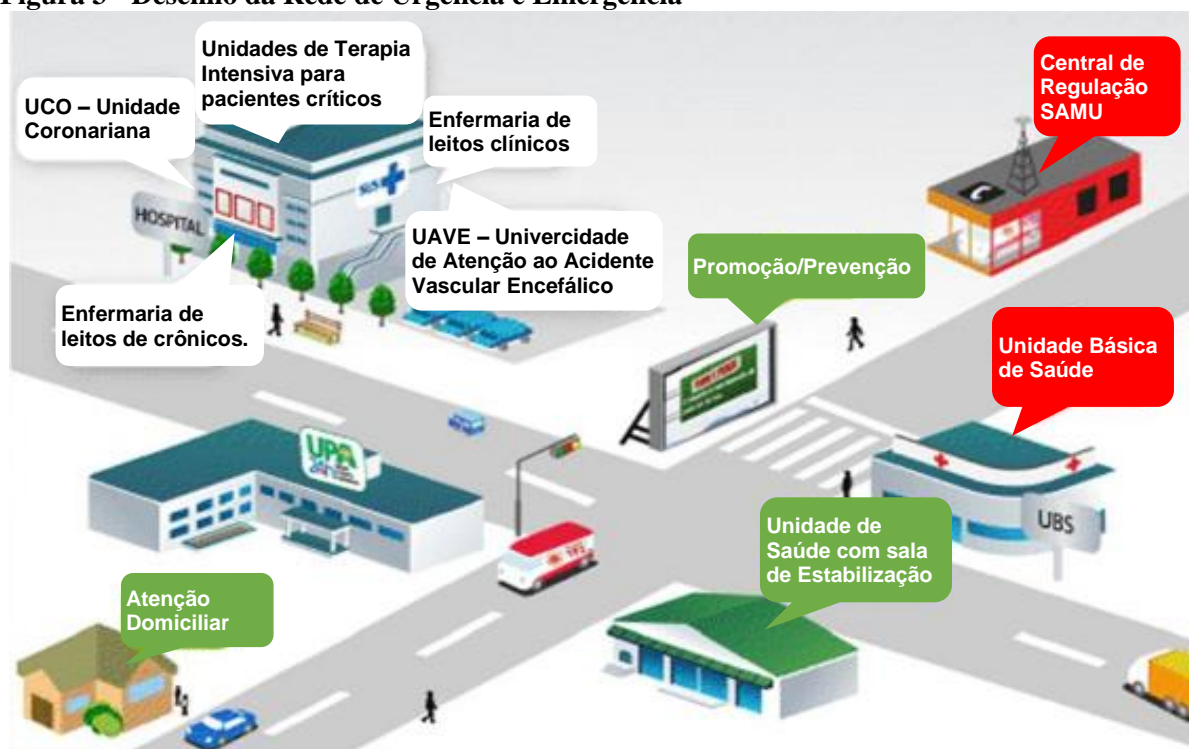 Figura 3 - Desenho da Rede de Urgência e Emergência
Unidades de Terapia
Intensiva para
pacientes críticos
UCO – Unidade
Coronariana
Enfermaria de
leitos clínicos
UAVE – Univercidade
de Atenção ao Acidente
Vascular Encefálico
Enfermaria de
leitos de crônicos.
HOSPITAL
SUS
Central de
Regulação
SAMU
Promoção/Prevenção
Unidade Básica
de Saúde
UPA
24h
UBS
Unidade de
Saúde com sala
de Estabilização
Atenção
Domiciliar
192